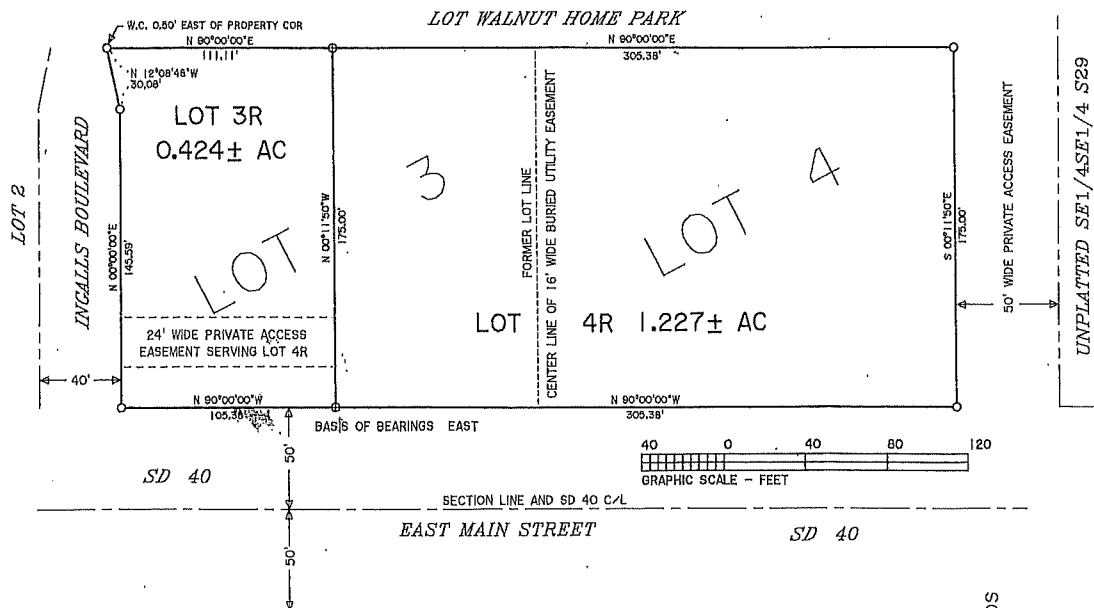 LOT WALNUT HOME PARK
W.C. 0.50' EAST OF PROPERTY COR
N 90°00'00"E
111.11'
N 90°00'00"E
305.38'
N 12°08'48"W
30.08'
LOT 3R
0.424± AC
LOT 2
INGALLS BOULEVARD
N 00°00'00"E
145.59'
N 00°11'50"W
175.00'
LOT 3
FORMER LOT LINE
CENTER LINE OF 16' WIDE BURIED UTILITY EASEMENT
LOT 4
S 00°11'50"E
175.00'
50' WIDE PRIVATE ACCESS EASEMENT
UNPLATTED SE1/4SE1/4 S29
50'
LOT 4R 1.227± AC
24' WIDE PRIVATE ACCESS
EASEMENT SERVING LOT 4R
40'
N 90°00'00"W
105.38'
N 90°00'00"W
305.38'
BASIS OF BEARINGS EAST
50'
SD 40
40 0 40 80 120
GRAPHIC SCALE - FEET
SECTION LINE AND SD 40 C/L
EAST MAIN STREET
SD 40
50'